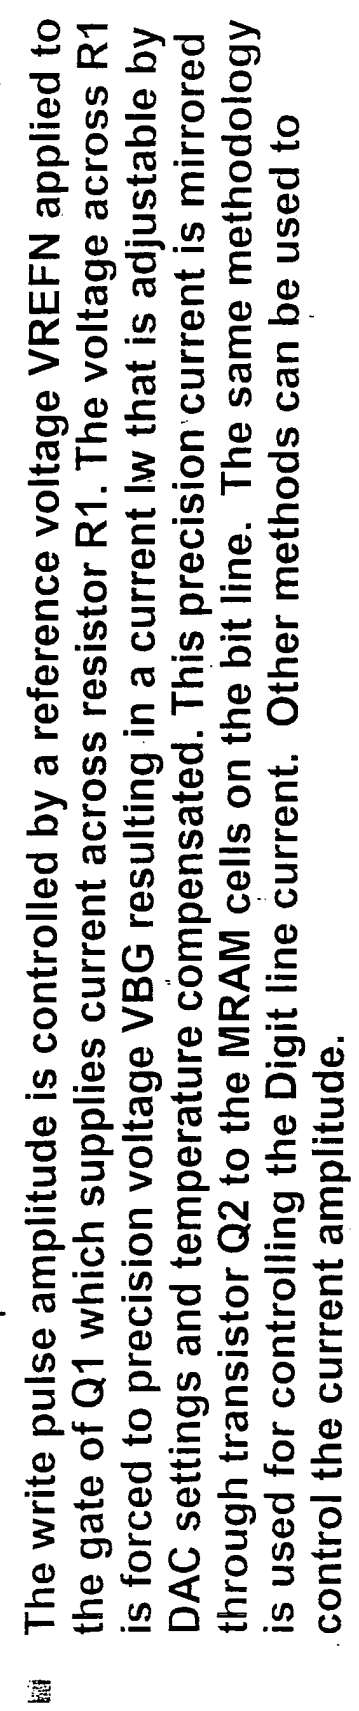 The write pulse amplitude is controlled by a reference voltage VREFN applied to
the gate of Q1 which supplies current across resistor R1. The voltage across R1
is forced to precision voltage VBG resulting in a current Iw that is adjustable by
DAC settings and temperature compensated. This precision current is mirrored
through transistor Q2 to the MRAM cells on the bit line. The same methodology
is used for controlling the Digit line current. Other methods can be used to
control the current amplitude.